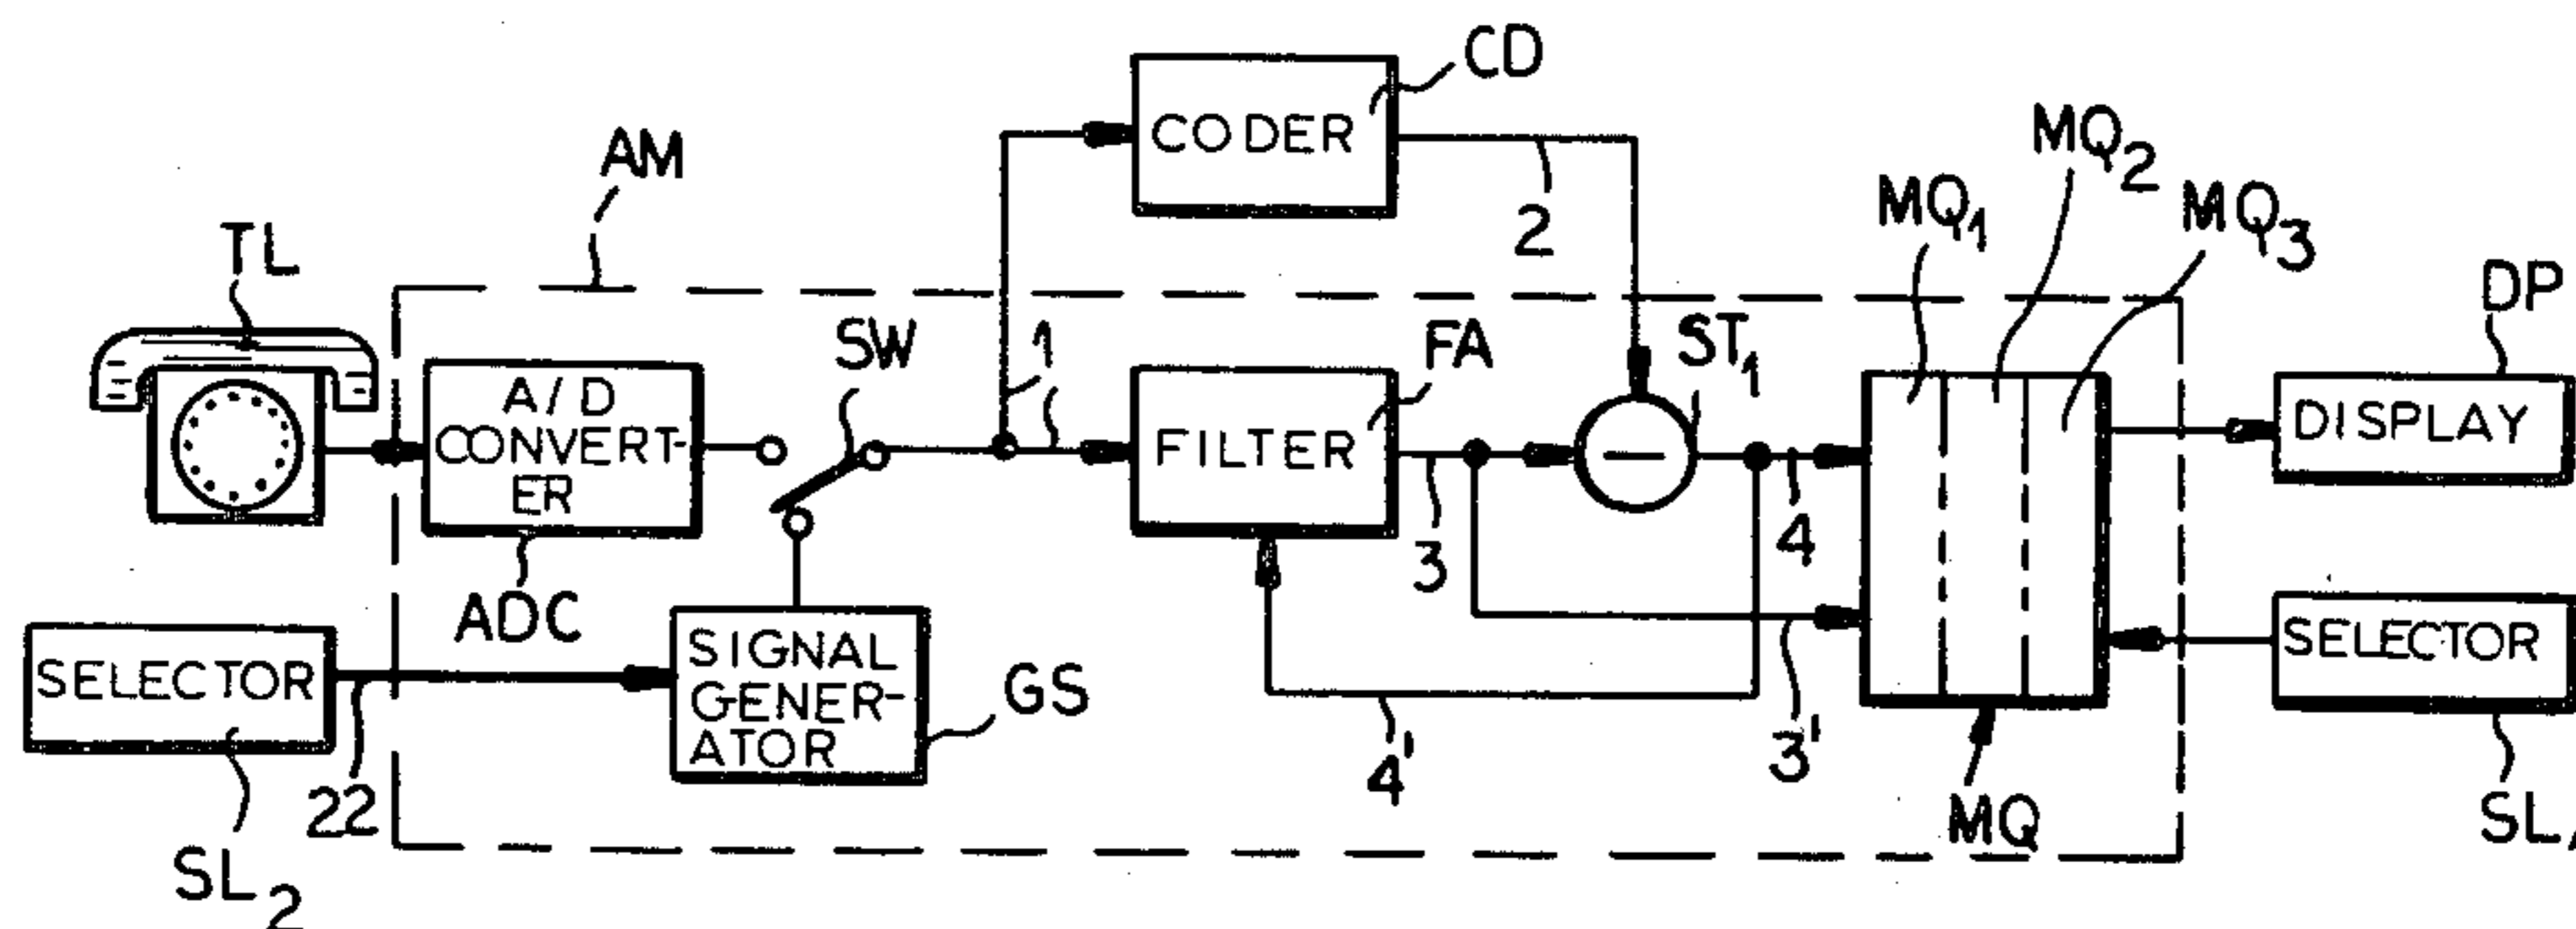 CD
CODER
AM
MQ2
MQ1
MQ3
2
TL
DP
SW
1
FA
ST1
A/D
CONVERT-
ER
FILTER
DISPLAY
3
4
ADC
SELECTOR
SIGNAL
GENER-
ATOR
GS
SELECTOR
22
4'
3'
MQ
SL2
SL